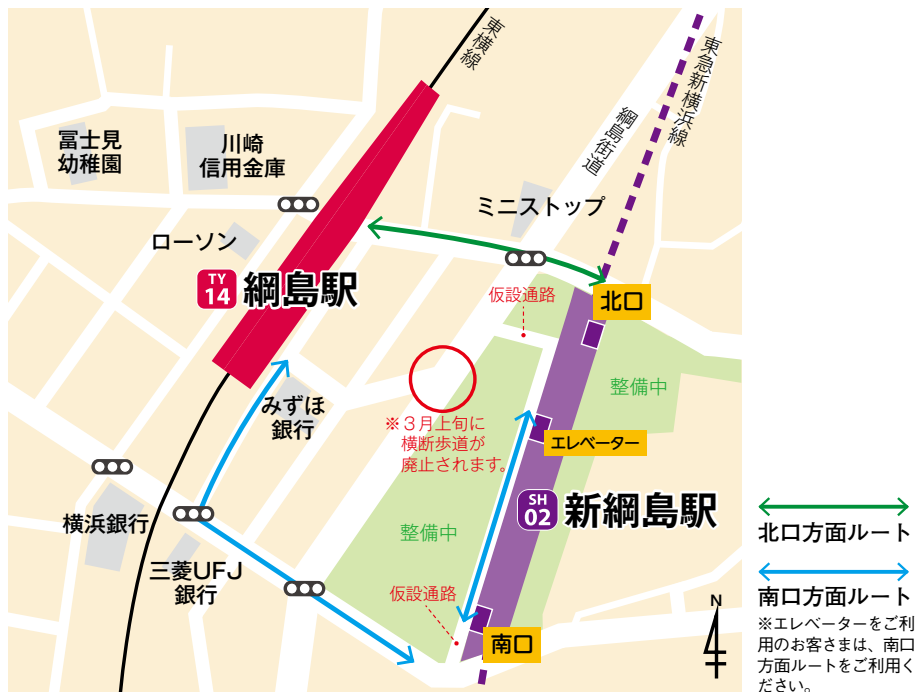 東横線
東急新横浜線
綱島街道
冨士見
幼稚園
川崎
信用金庫
ミニストップ
ローソン
TY
14
綱島駅
仮設通路
北口
整備中
みずほ
銀行
※３月上旬に
横断歩道が
廃止されます。
エレベーター
SH
02
新綱島駅
横浜銀行
整備中
三菱UFJ
銀行
仮設通路
南口
N
北口方面ルート
南口方面ルート
※エレベーターをご利
用のお客さまは、南口
方面ルートをご利用く
ださい。